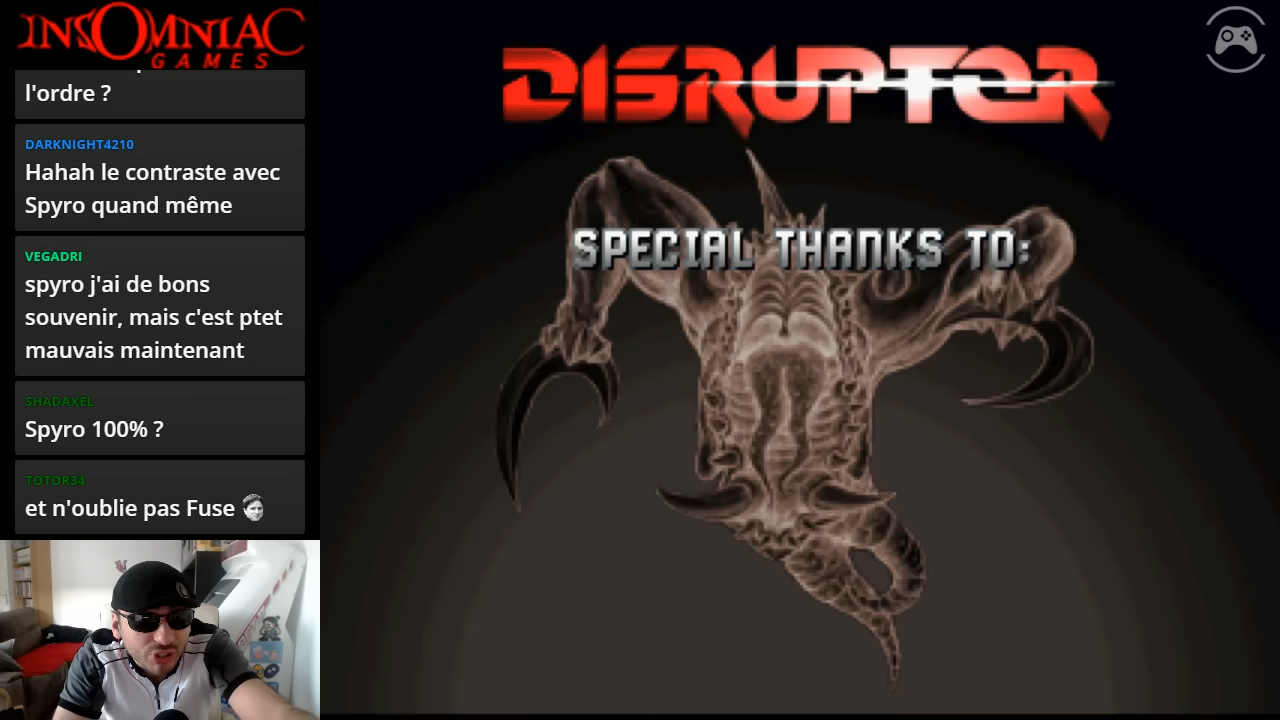 INSOMNIAC
GAMES
l'ordre ?
DARKNIGHT4210
Hahah le contraste avec
Spyro quand même
VEGADRI
spyro j'ai de bons
souvenir, mais c'est ptet
mauvais maintenant
SHADAXEL
Spyro 100% ?
TOTOR34
et n'oublie pas Fuse
DISRUPTOR
SPECIAL THANKS TO: